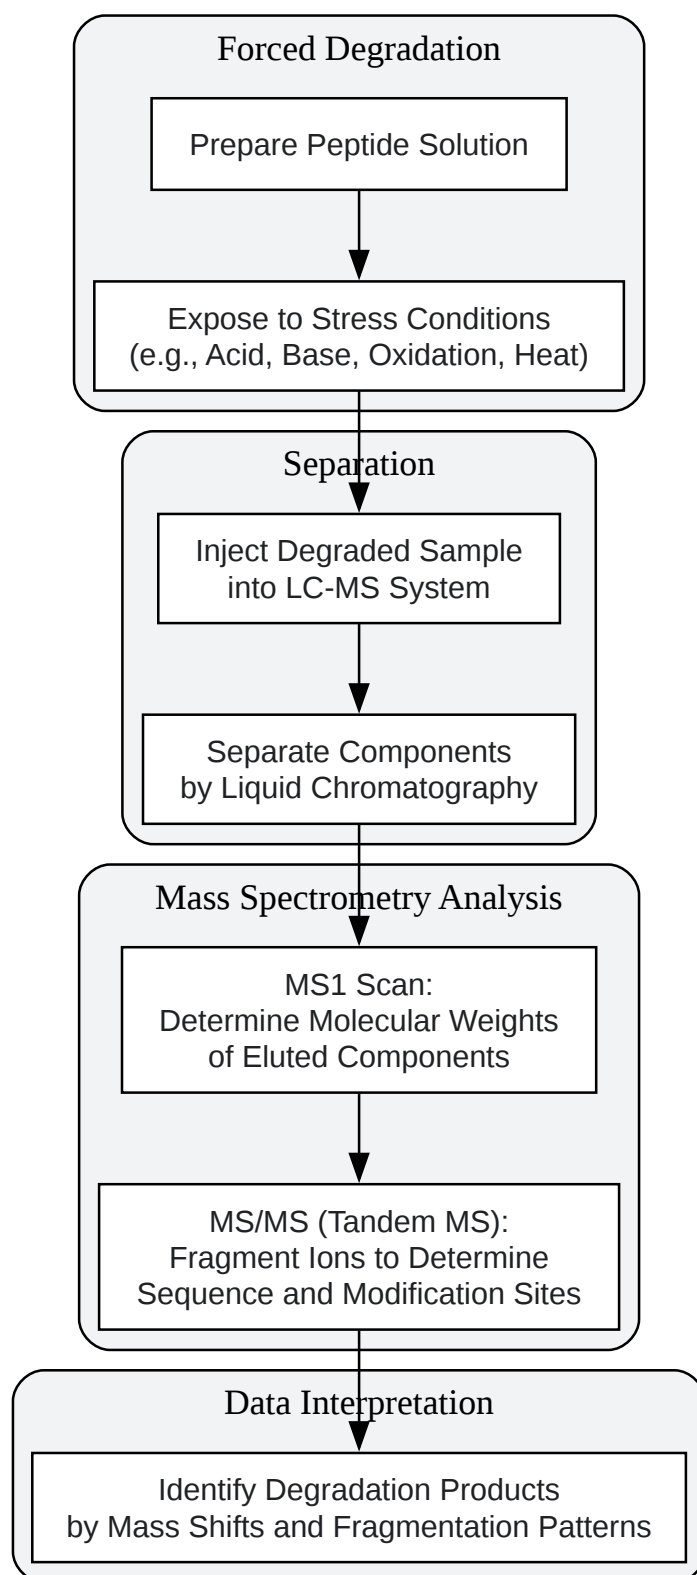 Forced Degradation
Prepare Peptide Solution
Expose to Stress Conditions
(e.g., Acid, Base, Oxidation, Heat)
Separation
Inject Degraded Sample
into LC-MS System
Separate Components
by Liquid Chromatography
Mass Spectrometry Analysis
MS1 Scan:
Determine Molecular Weights
of Eluted Components
MS/MS (Tandem MS):
Fragment Ions to Determine
Sequence and Modification Sites
Data Interpretation
Identify Degradation Products
by Mass Shifts and Fragmentation Patterns